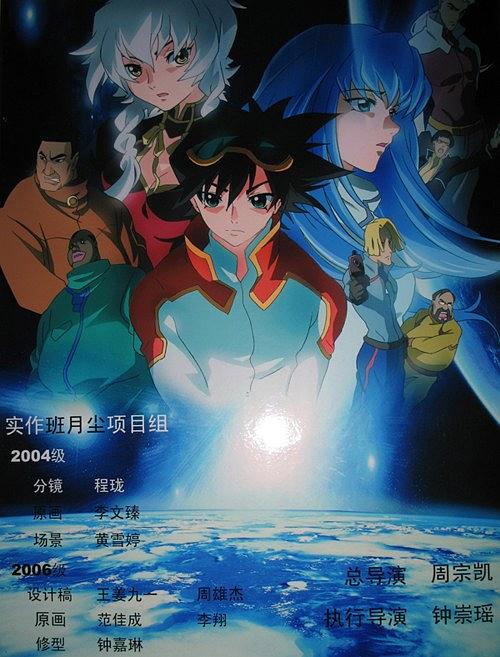 实作班月尘项目组
2004级
分镜 程珑
原画 李文臻
场景 黄雪婷
2006级
设计稿 王姜九一 周雄杰
原画 范佳成 李翔
修型 钟嘉琳
总导演 周宗凯
执行导演 钟崇瑶